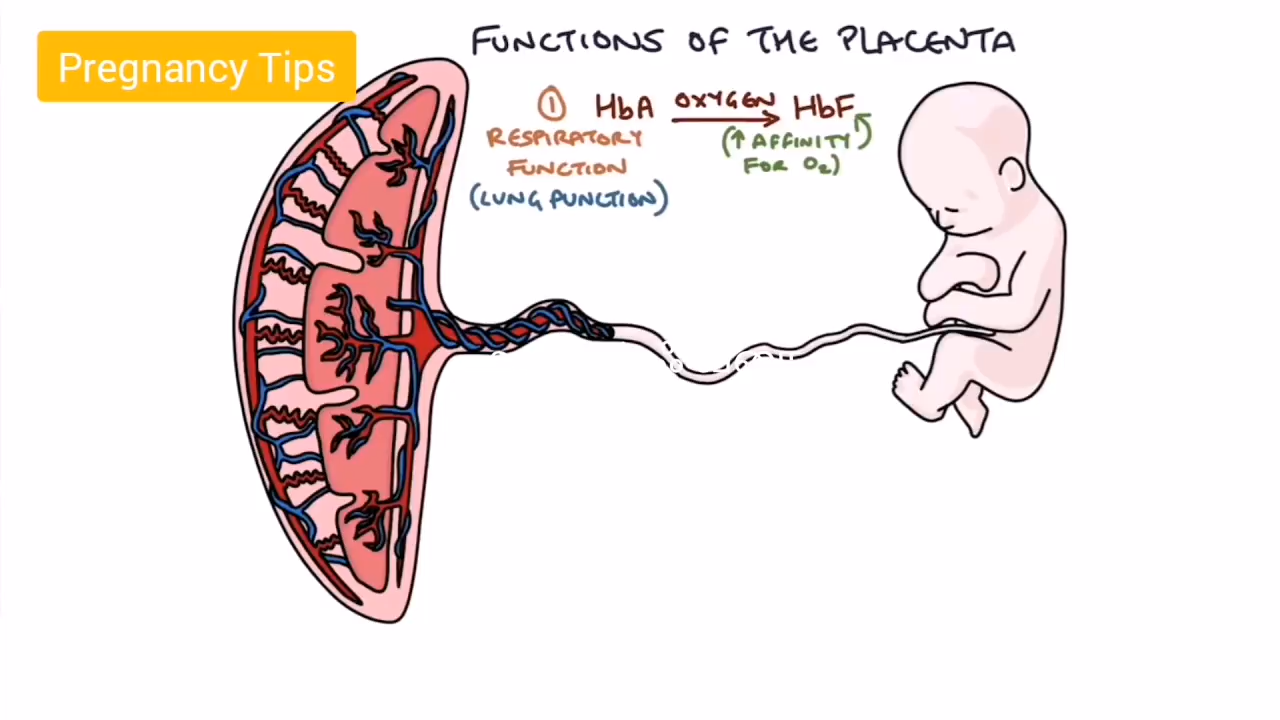 Pregnancy Tips
FUNCTIONS OF THE PLACENTA
① HbA OXYGEN HbF
RESPIRATORY
FUNCTION
(LUNG FUNCTION)
(↑ AFFINITY
FOR O₂)